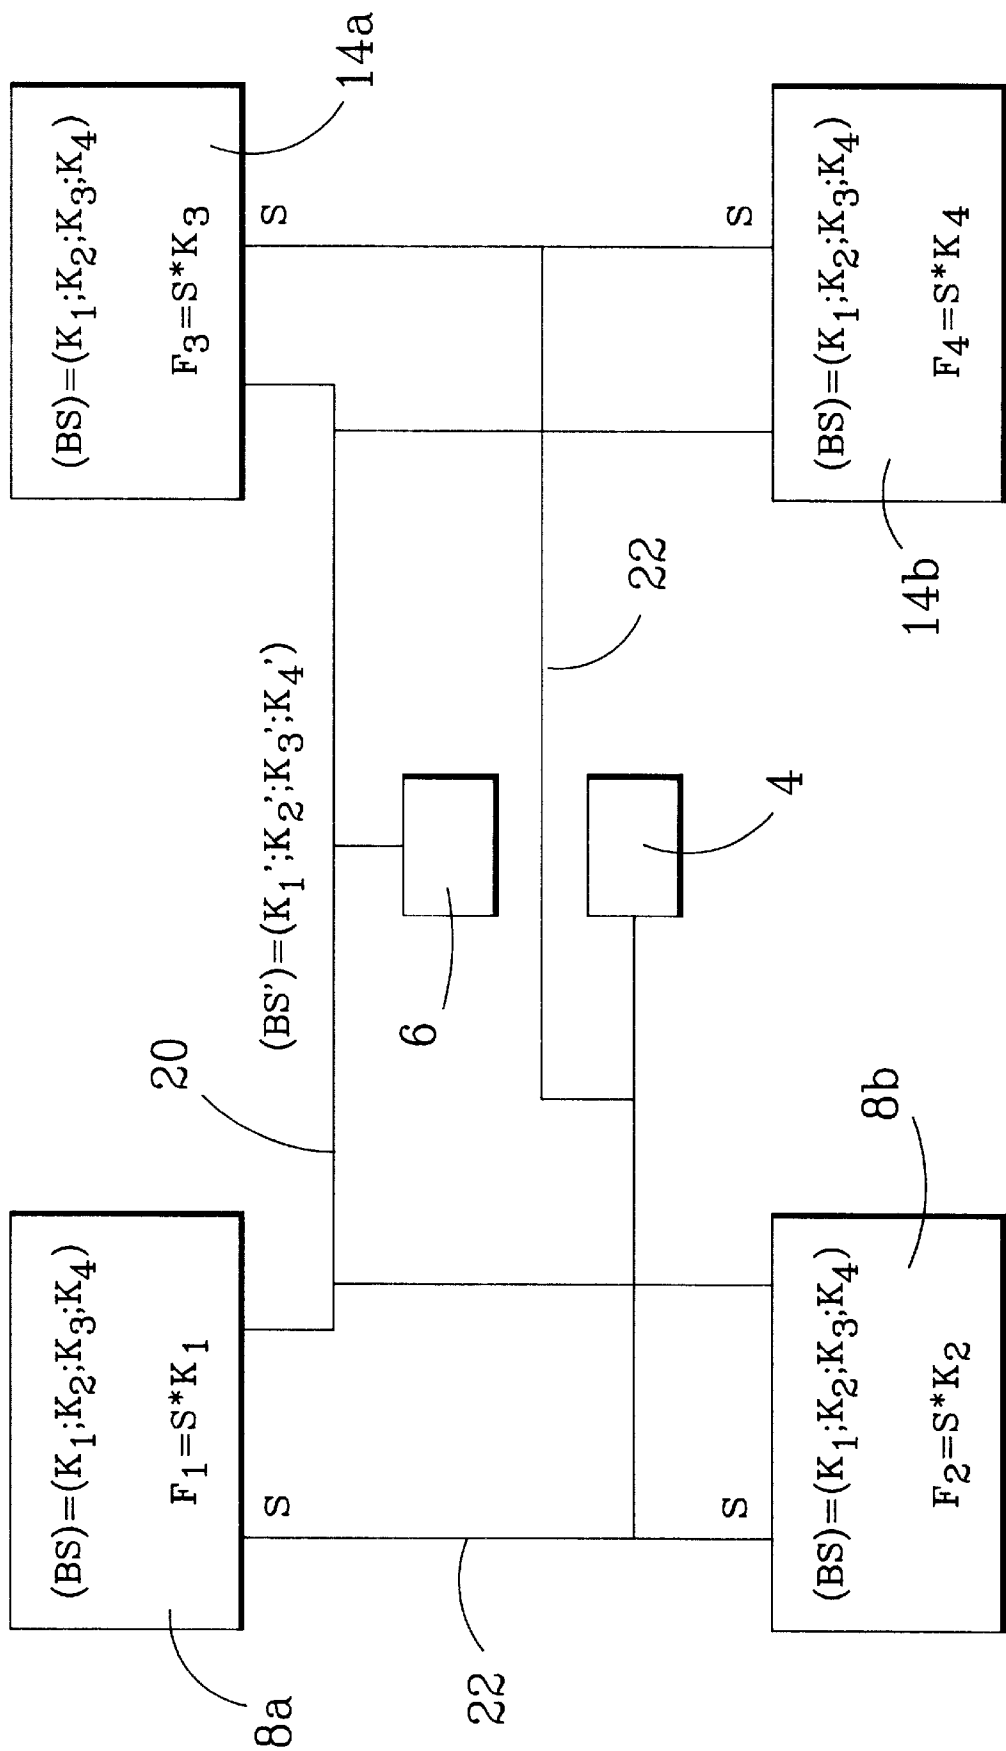 (BS)=(K1;K2;K3;K4)
F1=S*K1
S
8a
20
(BS')=(K1';K2';K3';K4')
(BS)=(K1;K2;K3;K4)
F3=S*K3
S
14a
6
22
22
4
S
(BS)=(K1;K2;K3;K4)
F2=S*K2
8b
S
(BS)=(K1;K2;K3;K4)
F4=S*K4
14b